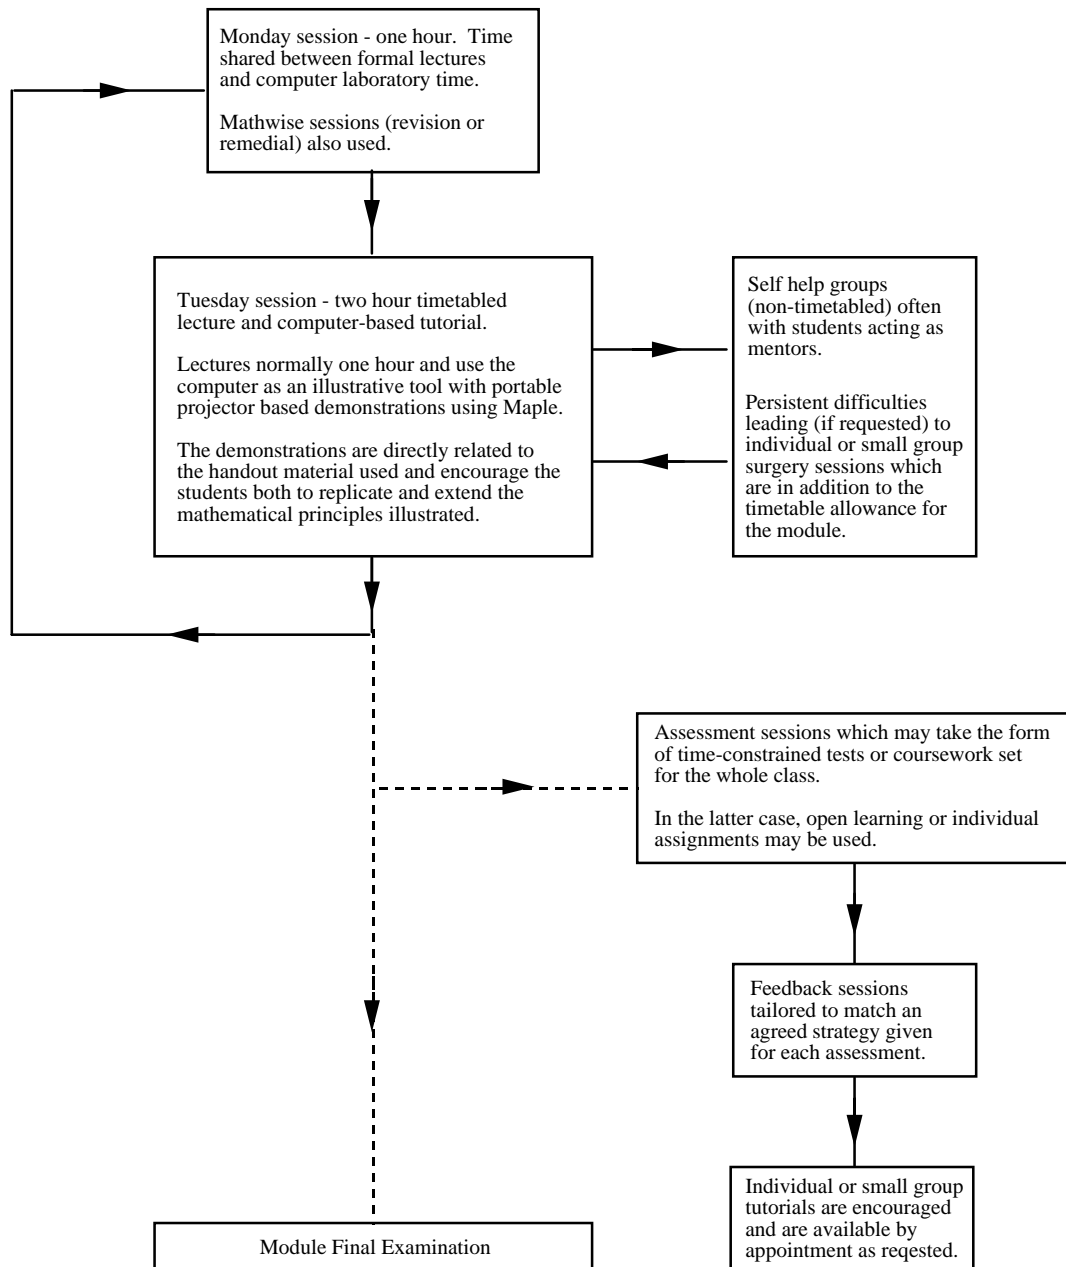 Monday session - one hour.  Time
shared between formal lectures
and computer laboratory time.
Mathwise sessions (revision or
remedial) also used.
Tuesday session - two hour timetabled
lecture and computer-based tutorial.
Lectures normally one hour and use the
computer as an illustrative tool with portable
projector based demonstrations using Maple.
The demonstrations are directly related to
the handout material used and encourage the
students both to replicate and extend the
mathematical principles illustrated.
Self help groups
(non-timetabled) often
with students acting as
mentors.
Persistent difficulties
leading (if requested) to
individual or small group
surgery sessions which
are in addition to the
timetable allowance for
the module.
Assessment sessions which may take the form
of time-constrained tests or coursework set
for the whole class.
In the latter case, open learning or individual
assignments may be used.
Feedback sessions
tailored to match an
agreed strategy given
for each assessment.
Individual or small group
tutorials are encouraged
and are available by
appointment as reqested.
Module Final Examination